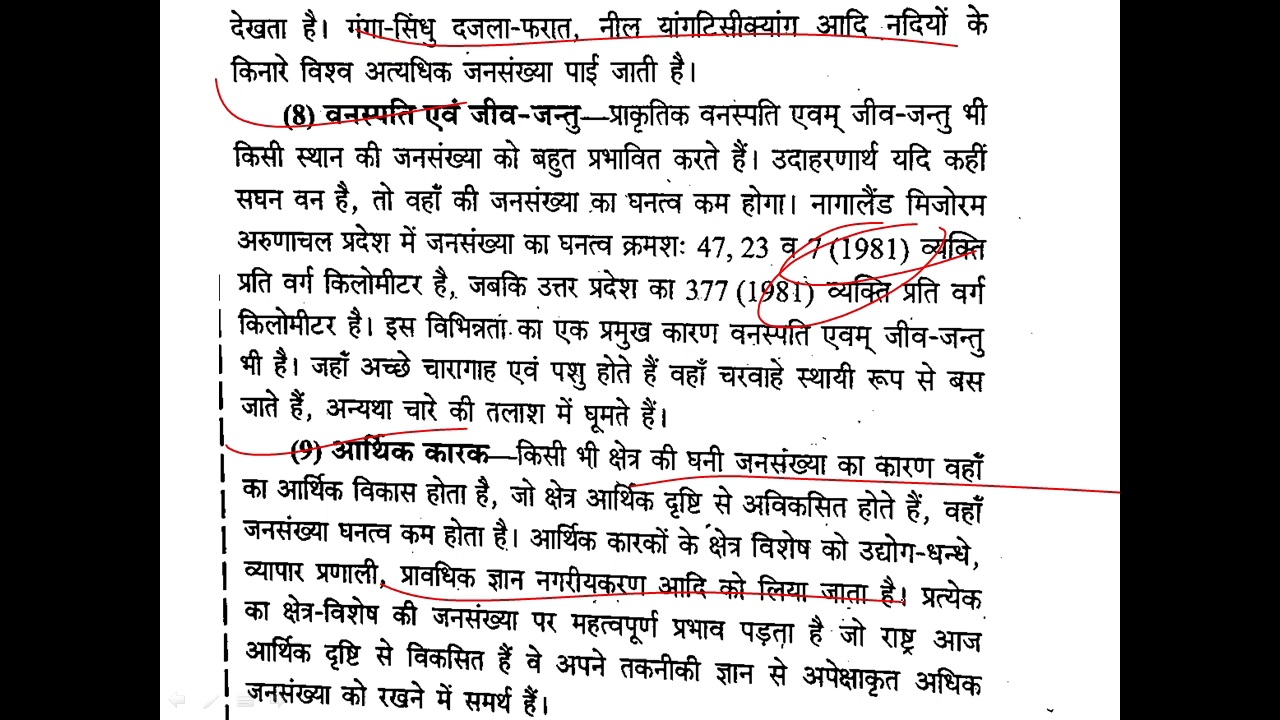 देखता है। गंगा-सिंधु दजला-फरात, नील यांगटिसीक्यांग आदि नदियों के
किनारे विश्व अत्यधिक जनसंख्या पाई जाती है।
(8) वनस्पति एवं जीव-जन्तु—प्राकृतिक वनस्पति एवम् जीव-जन्तु भी
किसी स्थान की जनसंख्या को बहुत प्रभावित करते हैं। उदाहरणार्थ यदि कहीं
सघन वन है, तो वहाँ की जनसंख्या का घनत्व कम होगा। नागालैंड मिजोरम
अरुणाचल प्रदेश में जनसंख्या का घनत्व क्रमशः 47, 23 व 7 (1981) व्यक्ति
प्रति वर्ग किलोमीटर है, जबकि उत्तर प्रदेश का 377 (1981) व्यक्ति प्रति वर्ग
किलोमीटर है। इस विभिन्नता का एक प्रमुख कारण वनस्पति एवम् जीव-जन्तु
भी है। जहाँ अच्छे चारागाह एवं पशु होते हैं वहाँ चरवाहे स्थायी रूप से बस
जाते हैं, अन्यथा चारे की तलाश में घूमते हैं।
(9) आर्थिक कारक—किसी भी क्षेत्र की घनी जनसंख्या का कारण वहाँ
का आर्थिक विकास होता है, जो क्षेत्र आर्थिक दृष्टि से अविकसित होते हैं, वहाँ
जनसंख्या घनत्व कम होता है। आर्थिक कारकों के क्षेत्र विशेष को उद्योग-धन्धे,
व्यापार प्रणाली, प्रावधिक ज्ञान नगरीयकरण आदि को लिया जाता है। प्रत्येक
का क्षेत्र-विशेष की जनसंख्या पर महत्वपूर्ण प्रभाव पड़ता है जो राष्ट्र आज
आर्थिक दृष्टि से विकसित हैं वे अपने तकनीकी ज्ञान से अपेक्षाकृत अधिक
जनसंख्या को रखने में समर्थ हैं।